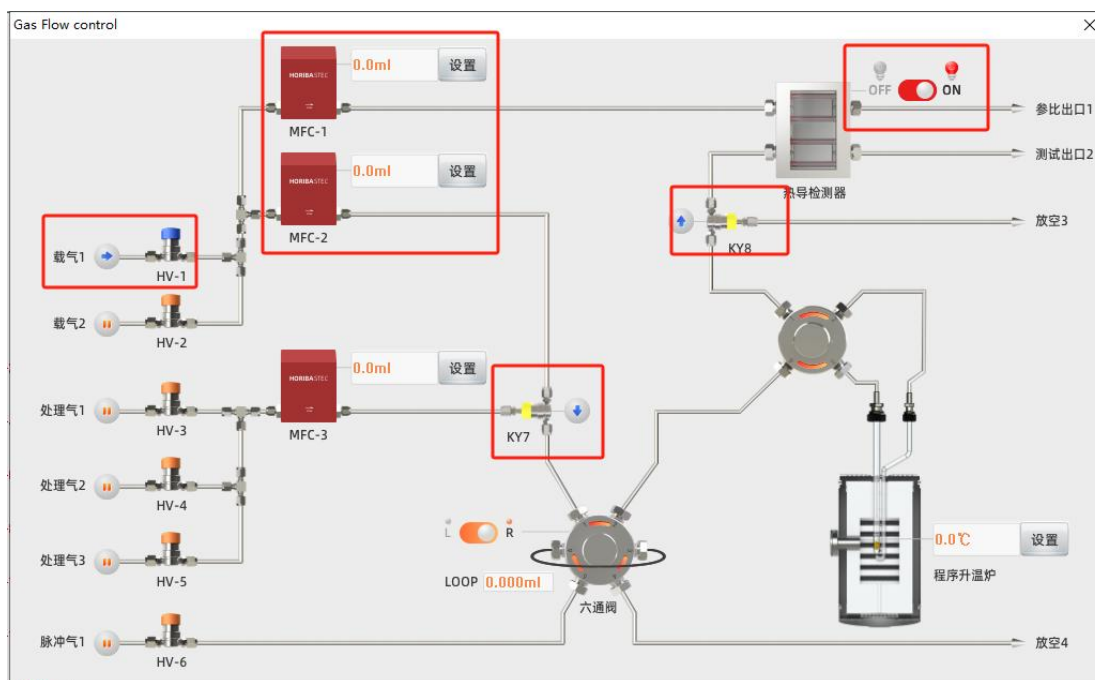 Gas Flow control
HORIBASTEC
0.0ml
设置
MFC-1
OFF
ON
参比出口1
HORIBASTEC
0.0ml
设置
MFC-2
测试出口2
热导检测器
放空3
KY8
载气1
HV-1
载气2
HV-2
HORIBASTEC
0.0ml
设置
MFC-3
处理气1
HV-3
KY7
处理气2
HV-4
处理气3
HV-5
L
R
LOOP
0.000ml
六通阀
0.0℃
设置
程序升温炉
脉冲气1
HV-6
放空4